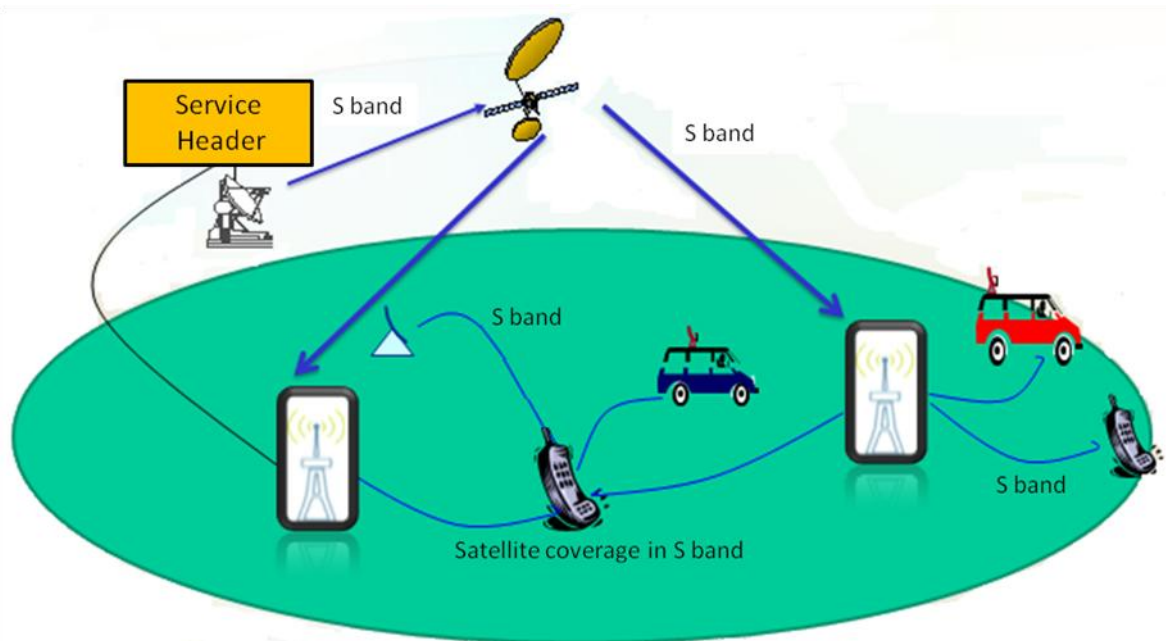 Service
Header
S band
S band
S band
S band
Satellite coverage in S band